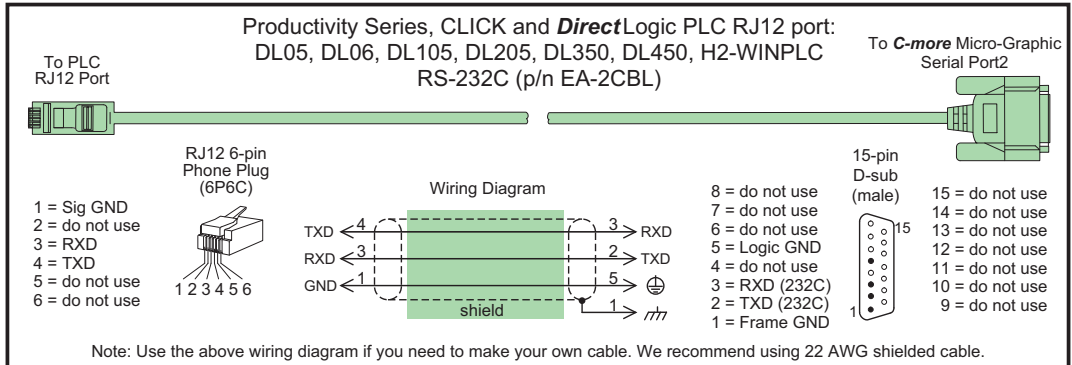 Productivity Series, CLICK and DirectLogic PLC RJ12 port:
DL05, DL06, DL105, DL205, DL350, DL450, H2-WINPLC
RS-232C (p/n EA-2CBL)
To PLC
RJ12 Port
To C-more Micro-Graphic
Serial Port2
RJ12 6-pin
Phone Plug
(6P6C)
1 = Sig GND
2 = do not use
3 = RXD
4 = TXD
5 = do not use
6 = do not use
1 2 3 4 5 6
Wiring Diagram
TXD 4 3 RXD
RXD 3 2 TXD
GND 1 5
1
shield
8 = do not use
7 = do not use
6 = do not use
5 = Logic GND
4 = do not use
3 = RXD (232C)
2 = TXD (232C)
1 = Frame GND
15-pin
D-sub
(male)
15
1
15 = do not use
14 = do not use
13 = do not use
12 = do not use
11 = do not use
10 = do not use
9 = do not use
Note: Use the above wiring diagram if you need to make your own cable. We recommend using 22 AWG shielded cable.